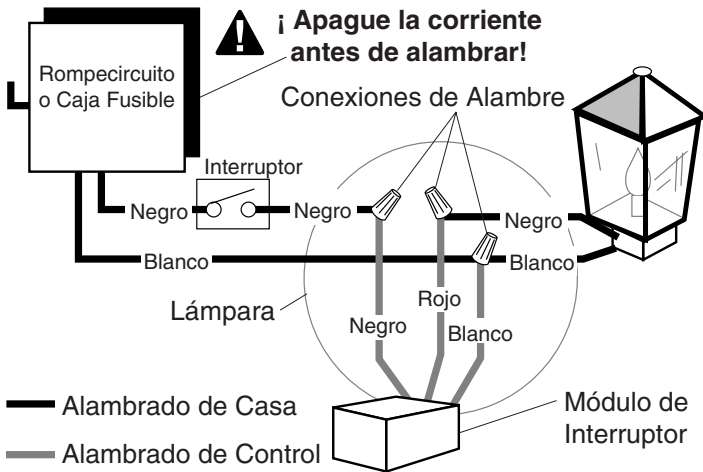 ¡ Apague la corriente
antes de alambrar!
Rompecircuito
o Caja Fusible
Conexiones de Alambre
Interruptor
Negro
Negro
Negro
Blanco
Blanco
Lámpara
Rojo
Negro
Blanco
Alambrado de Casa
Alambrado de Control
Módulo de
Interruptor